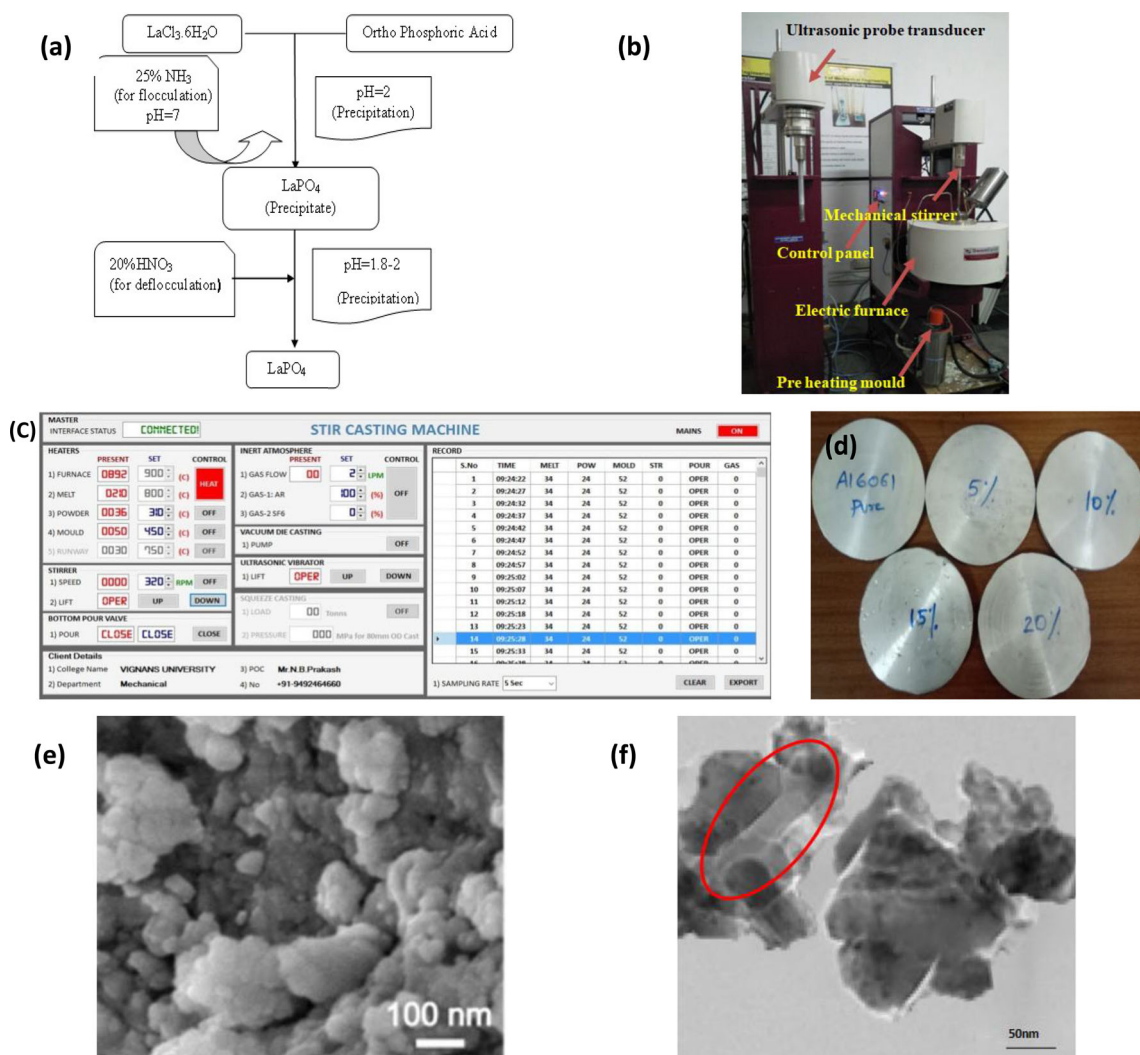 (a)
LaCl₃.6H₂O
Ortho Phosphoric Acid
25% NH₃
(for flocculation)
pH=7
pH=2
(Precipitation)
LaPO₄
(Precipitate)
20%HNO₃
(for deflocculation)
pH=1.8-2
(Precipitation)
LaPO₄
(b)
Ultrasonic probe transducer
Mechanical stirrer
Control panel
Electric furnace
Pre heating mould
(C)
MASTER
INTERFACE STATUS CONNECTED! STIR CASTING MACHINE MAINS ON
HEATERS
PRESENT SET CONTROL
1) FURNACE 0892 900 (C) HEAT
2) MELT 0210 800 (C)
3) POWDER 0036 310 (C) OFF
4) MOULD 0050 450 (C) OFF
5) RUNWAY 0030 750 (C) OFF
STIRRER
1) SPEED 0000 320 RPM OFF
2) LIFT OPER UP DOWN
BOTTOM POUR VALVE
1) POUR CLOSE CLOSE CLOSE
INERT ATMOSPHERE
PRESENT SET CONTROL
1) GAS FLOW 00 2 LPM
2) GAS-1: AR 100 (%) OFF
3) GAS-2 SF6 0 (%)
VACUUM DIE CASTING
1) PUMP OFF
ULTRASONIC VIBRATOR
1) LIFT OPER UP DOWN
SQUEEZE CASTING
1) LOAD 00 Tonns OFF
2) PRESSURE 000 MPa for 80mm OD Cast
Client Details
1) College Name VIGNANS UNIVERSITY 3) POC Mr.N.B.Prakash
2) Department Mechanical 4) No +91-9492464660
RECORD
S.No TIME MELT POW MOLD STR POUR GAS
1 09:24:22 34 24 52 0 OPER 0
2 09:24:27 34 24 52 0 OPER 0
3 09:24:32 34 24 52 0 OPER 0
4 09:24:37 34 24 52 0 OPER 0
5 09:24:42 34 24 52 0 OPER 0
6 09:24:47 34 24 52 0 OPER 0
7 09:24:52 34 24 52 0 OPER 0
8 09:24:57 34 24 52 0 OPER 0
9 09:25:02 34 24 52 0 OPER 0
10 09:25:07 34 24 52 0 OPER 0
11 09:25:12 34 24 52 0 OPER 0
12 09:25:18 34 24 52 0 OPER 0
13 09:25:23 34 24 52 0 OPER 0
14 09:25:28 34 24 52 0 OPER 0
15 09:25:33 34 24 52 0 OPER 0
1) SAMPLING RATE 5 Sec CLEAR EXPORT
(d)
Al6061
Pure
5%
10%
15%
20%
(e)
100 nm
(f)
50nm